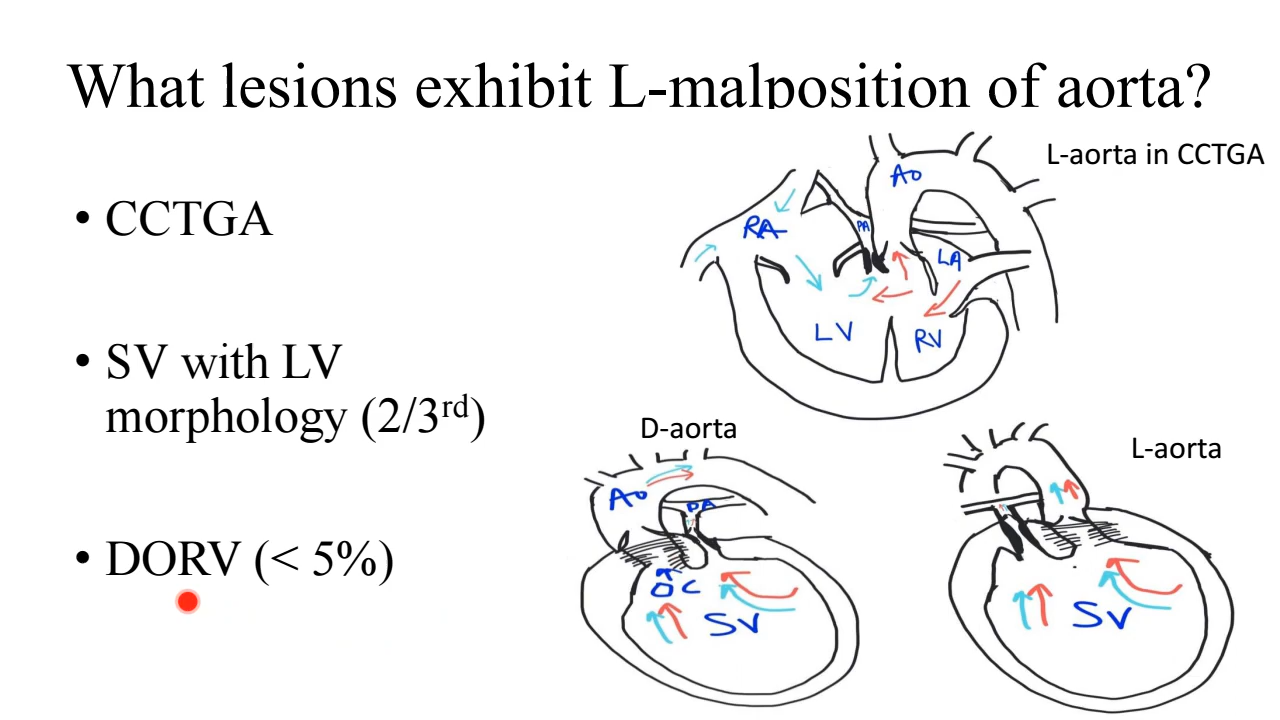 What lesions exhibit L-malposition of aorta?
• CCTGA
• SV with LV
morphology (2/3rd)
• DORV (< 5%)
L-aorta in CCTGA
Ao
RA
PA
LA
LV
RV
D-aorta
Ao
PA
OC
SV
L-aorta
SV